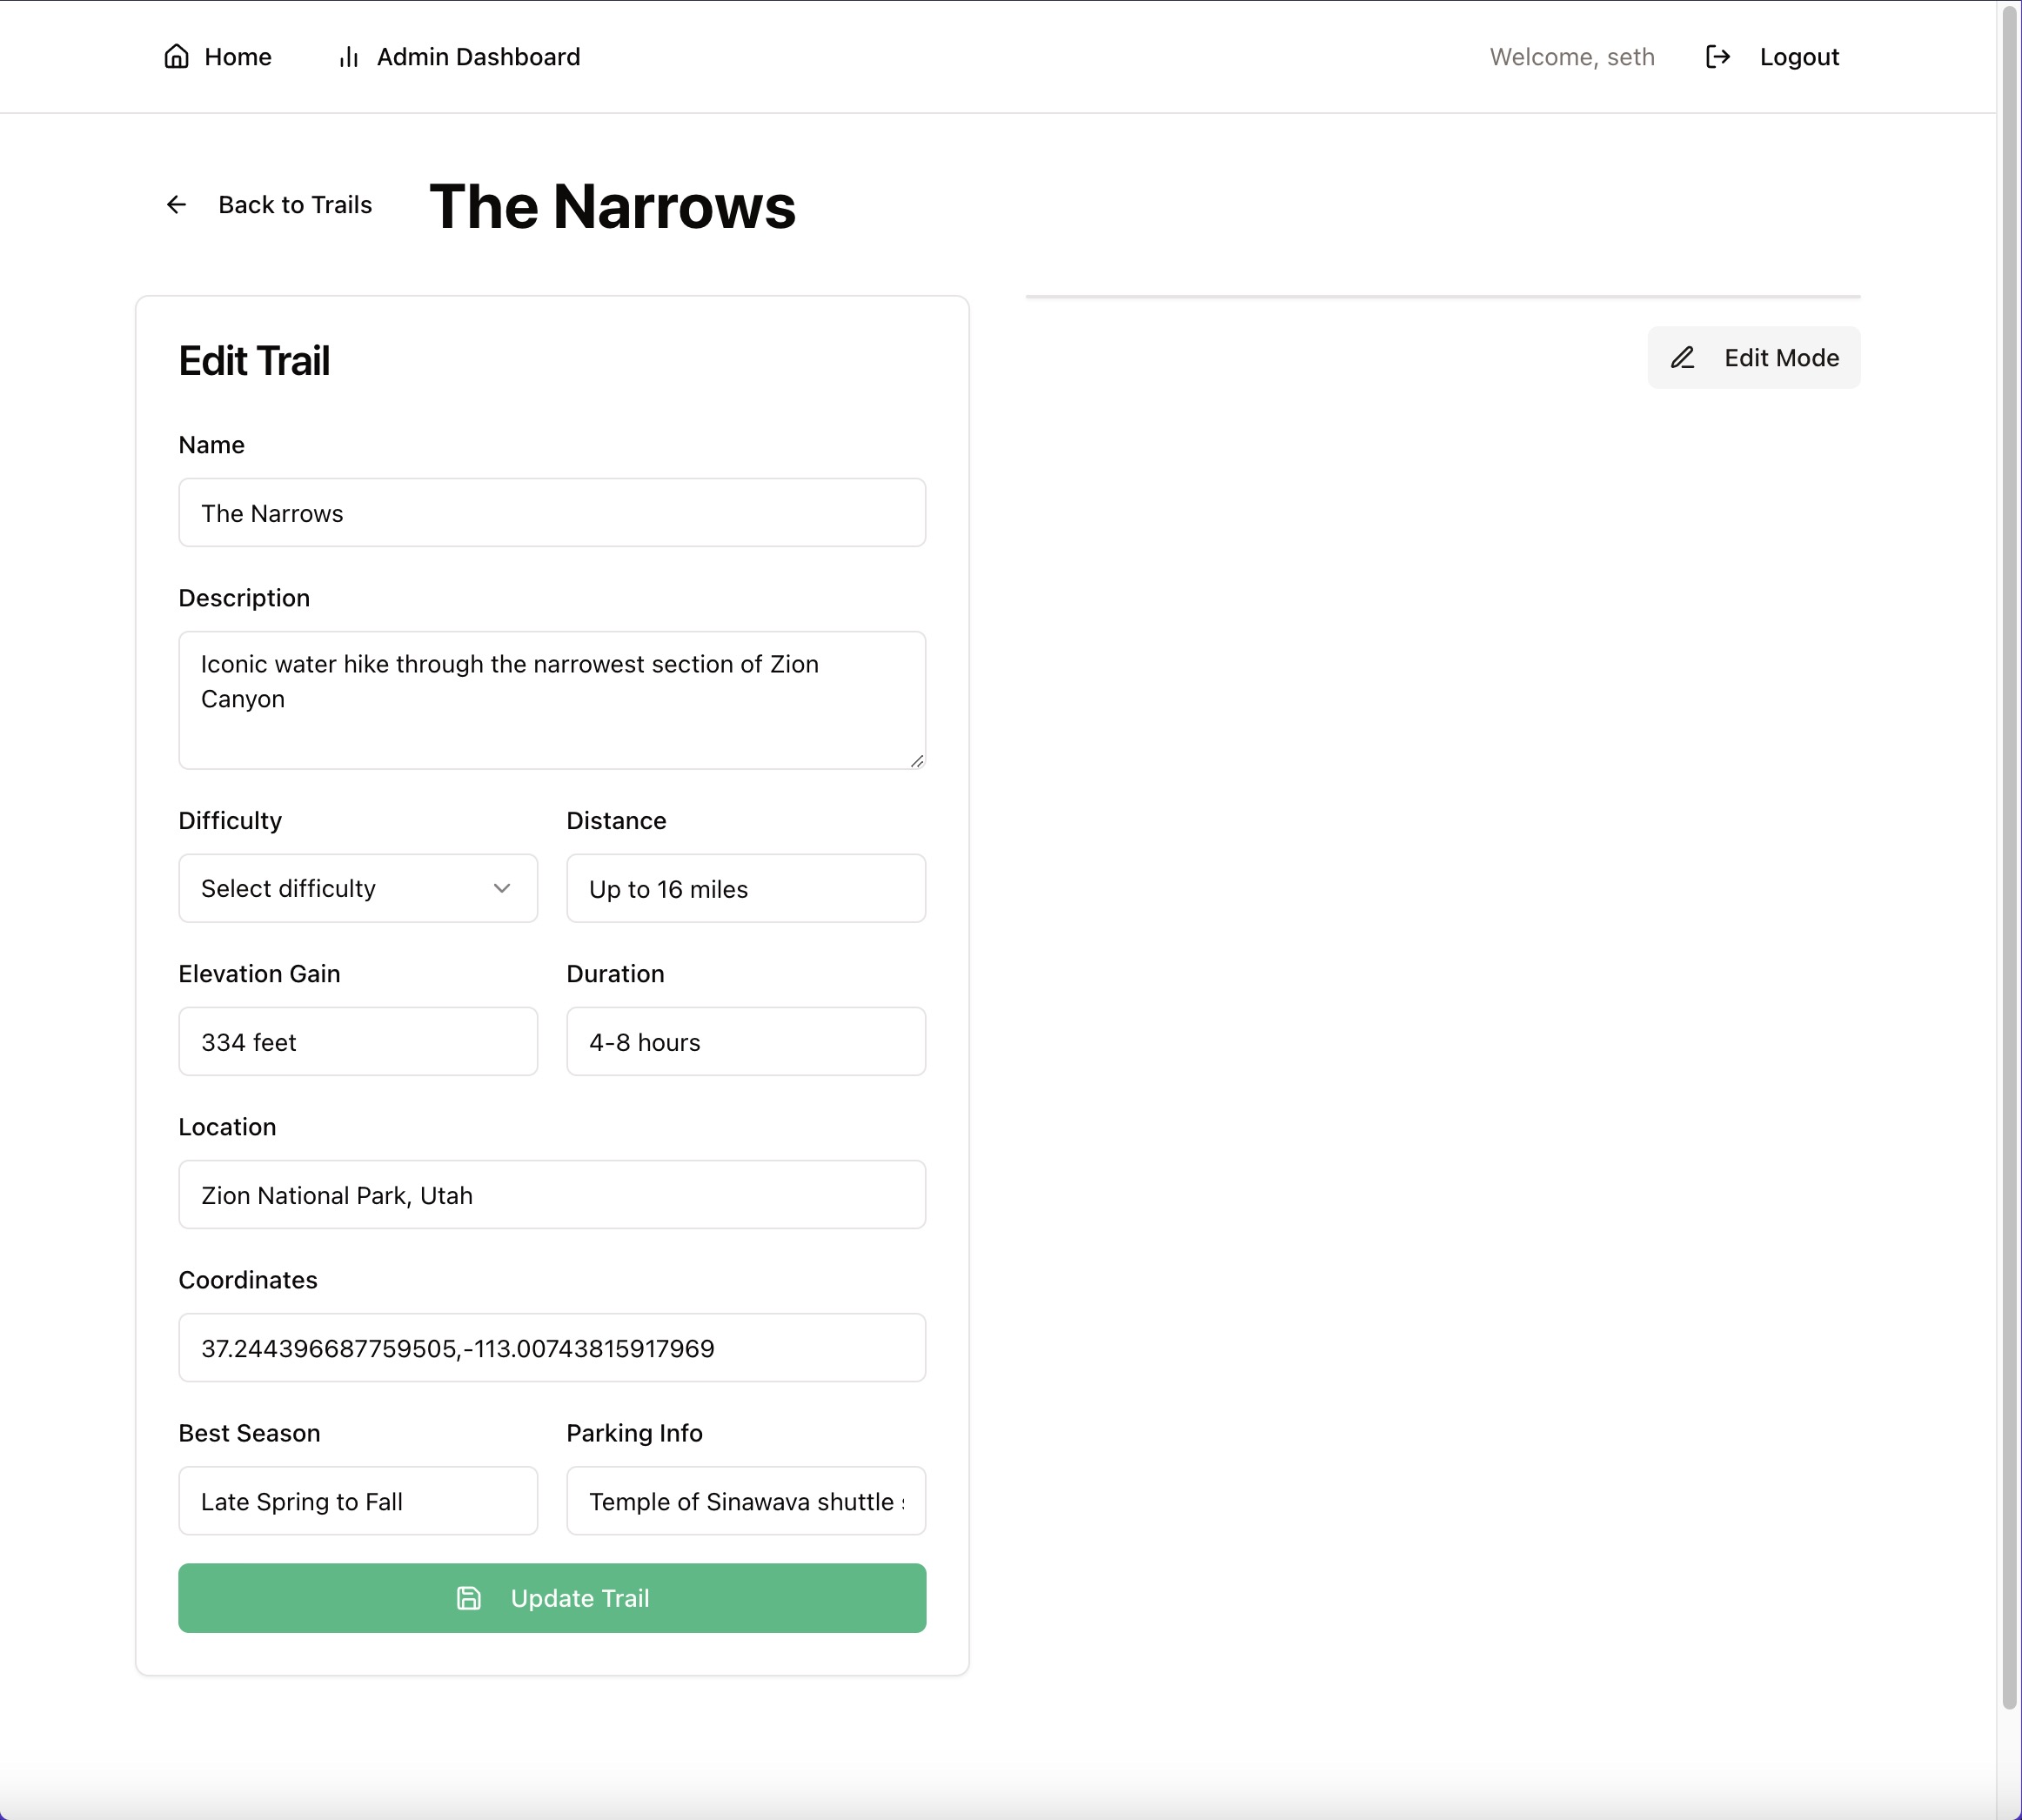 Home
Admin Dashboard
Welcome, seth
Logout
Back to Trails
The Narrows
Edit Trail
Edit Mode
Name
The Narrows
Description
Iconic water hike through the narrowest section of Zion
Canyon
Difficulty
Distance
Select difficulty
Up to 16 miles
Elevation Gain
Duration
334 feet
4-8 hours
Location
Zion National Park, Utah
Coordinates
37.244396687759505,-113.00743815917969
Best Season
Parking Info
Late Spring to Fall
Temple of Sinawava shuttle
Update Trail